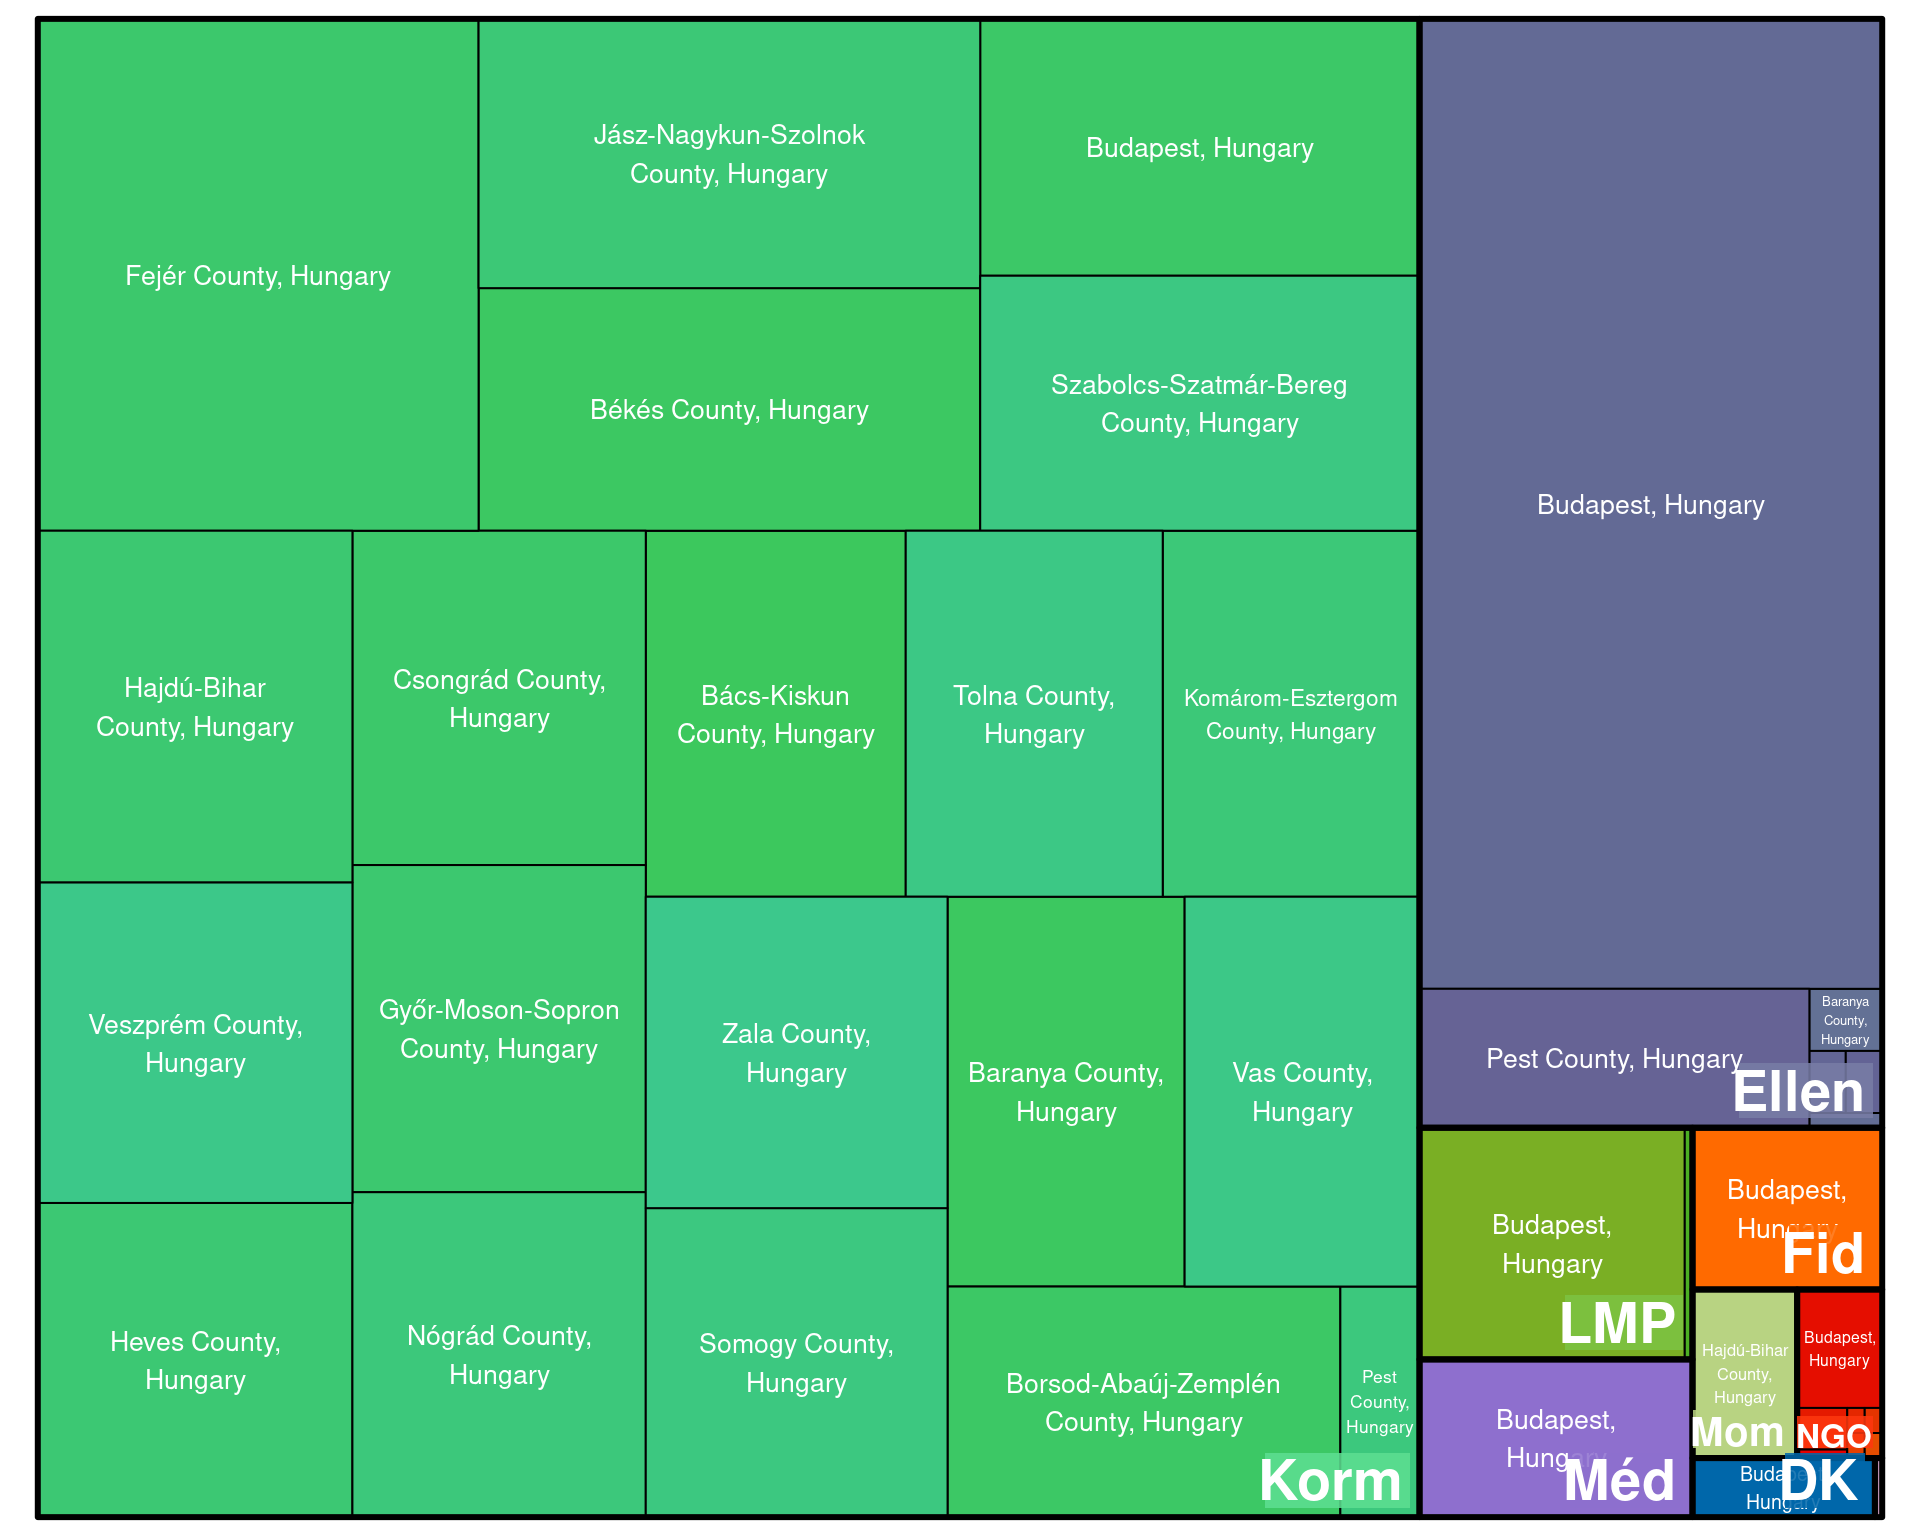 Fejér County, Hungary
Jász-Nagykun-Szolnok
County, Hungary
Budapest, Hungary
Békés County, Hungary
Szabolcs-Szatmár-Bereg
County, Hungary
Hajdú-Bihar
County, Hungary
Csongrád County,
Hungary
Bács-Kiskun
County, Hungary
Tolna County,
Hungary
Komárom-Esztergom
County, Hungary
Veszprém County,
Hungary
Győr-Moson-Sopron
County, Hungary
Zala County,
Hungary
Baranya County,
Hungary
Vas County,
Hungary
Heves County,
Hungary
Nógrád County,
Hungary
Somogy County,
Hungary
Borsod-Abaúj-Zemplén
County, Hungary
Pest
County,
Hungary
Korm
Budapest, Hungary
Pest County, Hungary
Baranya
County,
Hungary
Ellen
Budapest,
Hungary
LMP
Budapest,
Hungary
Fid
Budapest,
Hungary
Méd
Hajdú-Bihar
County,
Hungary
Mom
Budapest,
Hungary
NGO
Budapest,
Hungary
DK